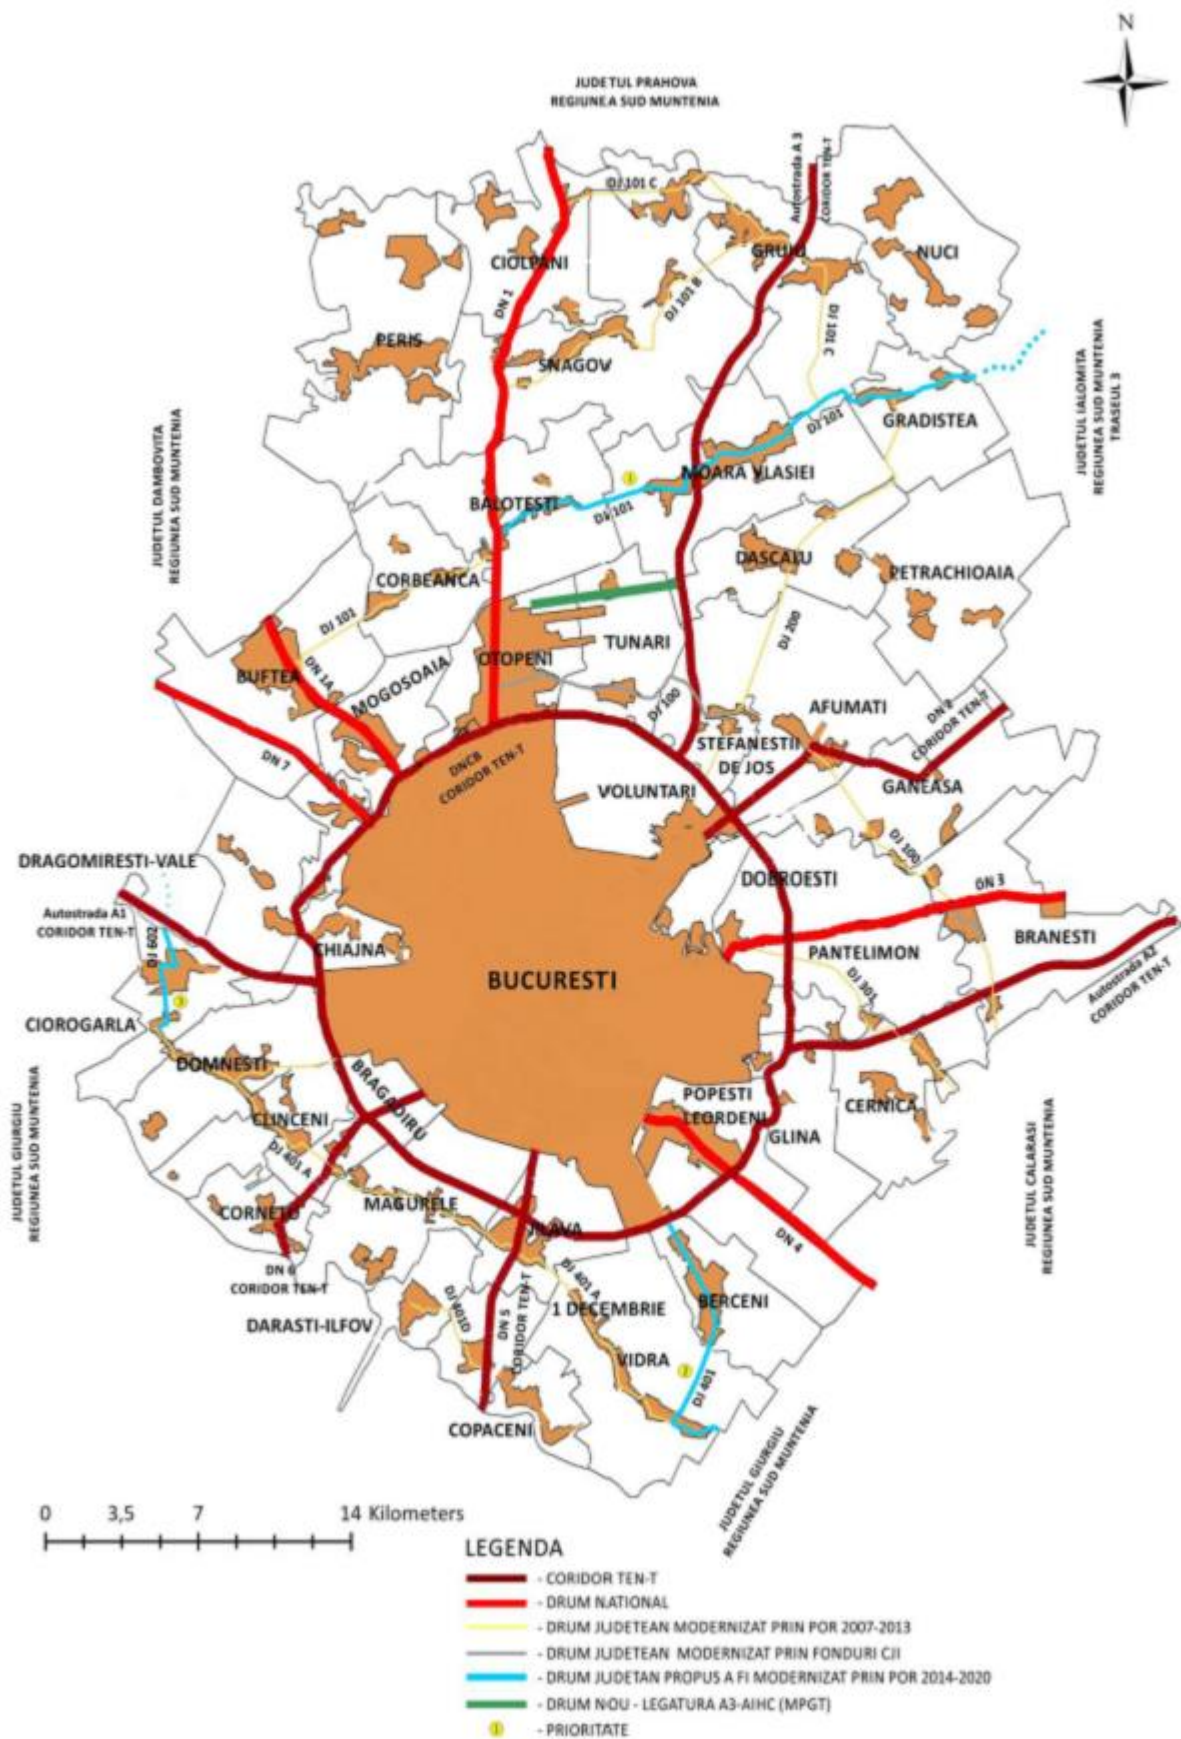 N
JUDETUL PRAHOVA
REGIUNEA SUD MUNTENIA
Autostrada A 3
CORIDOR TEN-T
DJ 101 C
NUCI
GRUIU
CIOLPANI
DN 1
DJ 101 B
DJ 101 C
PERIS
SNAGOV
JUDETUL IALOMITA
REGIUNEA SUD MUNTENIA
TRASEUL 3
GRADISTEA
DJ 101
JUDETUL DAMBOVITA
REGIUNEA SUD MUNTENIA
1
MOARA VLASIEI
BALOTESTI
DJ 101
DASCALU
PETRACHIOAIA
CORBEANCA
DJ 101
DJ 200
TUNARI
OTOPENI
BUFTEA
DN 1A
MOGOSOAIA
DJ 100
AFUMATI
DN 2
CORIDOR TEN-T
STEFANESTII
DE JOS
DN 7
DNCB
CORIDOR TEN-T
VOLUNTARI
GANEASA
DJ 100
DRAGOMIRESTI-VALE
DOBROESTI
DN 3
Autostrada A1
CORIDOR TEN-T
DJ 602
CHIAJNA
PANTELIMON
BRANESTI
BUCURESTI
DJ 301
Autostrada A2
CORIDOR TEN-T
3
CIOROGARLA
DOMNESTI
BRAGADIRU
POPESTI
LEORDENI
CERNICA
GLINA
CLINCENI
JUDETUL GIURGIU
REGIUNEA SUD MUNTENIA
DJ 401 A
JUDETUL CALARASI
REGIUNEA SUD MUNTENIA
CORNETU
MAGURELE
JILAVA
DN 4
DN 6
CORIDOR TEN-T
DJ 401 A
DARASTI-ILFOV
DJ 401D
DN 5
CORIDOR TEN-T
1 DECEMBRIE
BERCENI
VIDRA
DJ 401
COPACENI
JUDETUL GIURGIU
REGIUNEA SUD MUNTENIA
0 3,5 7 14 Kilometers
LEGENDA
- CORIDOR TEN-T
- DRUM NATIONAL
- DRUM JUDETEAN MODERNIZAT PRIN POR 2007-2013
- DRUM JUDETEAN MODERNIZAT PRIN FONDURI CJI
- DRUM JUDETAN PROPUS A FI MODERNIZAT PRIN POR 2014-2020
- DRUM NOU - LEGATURA A3-AIHC (MPGT)
1 - PRIORITATE